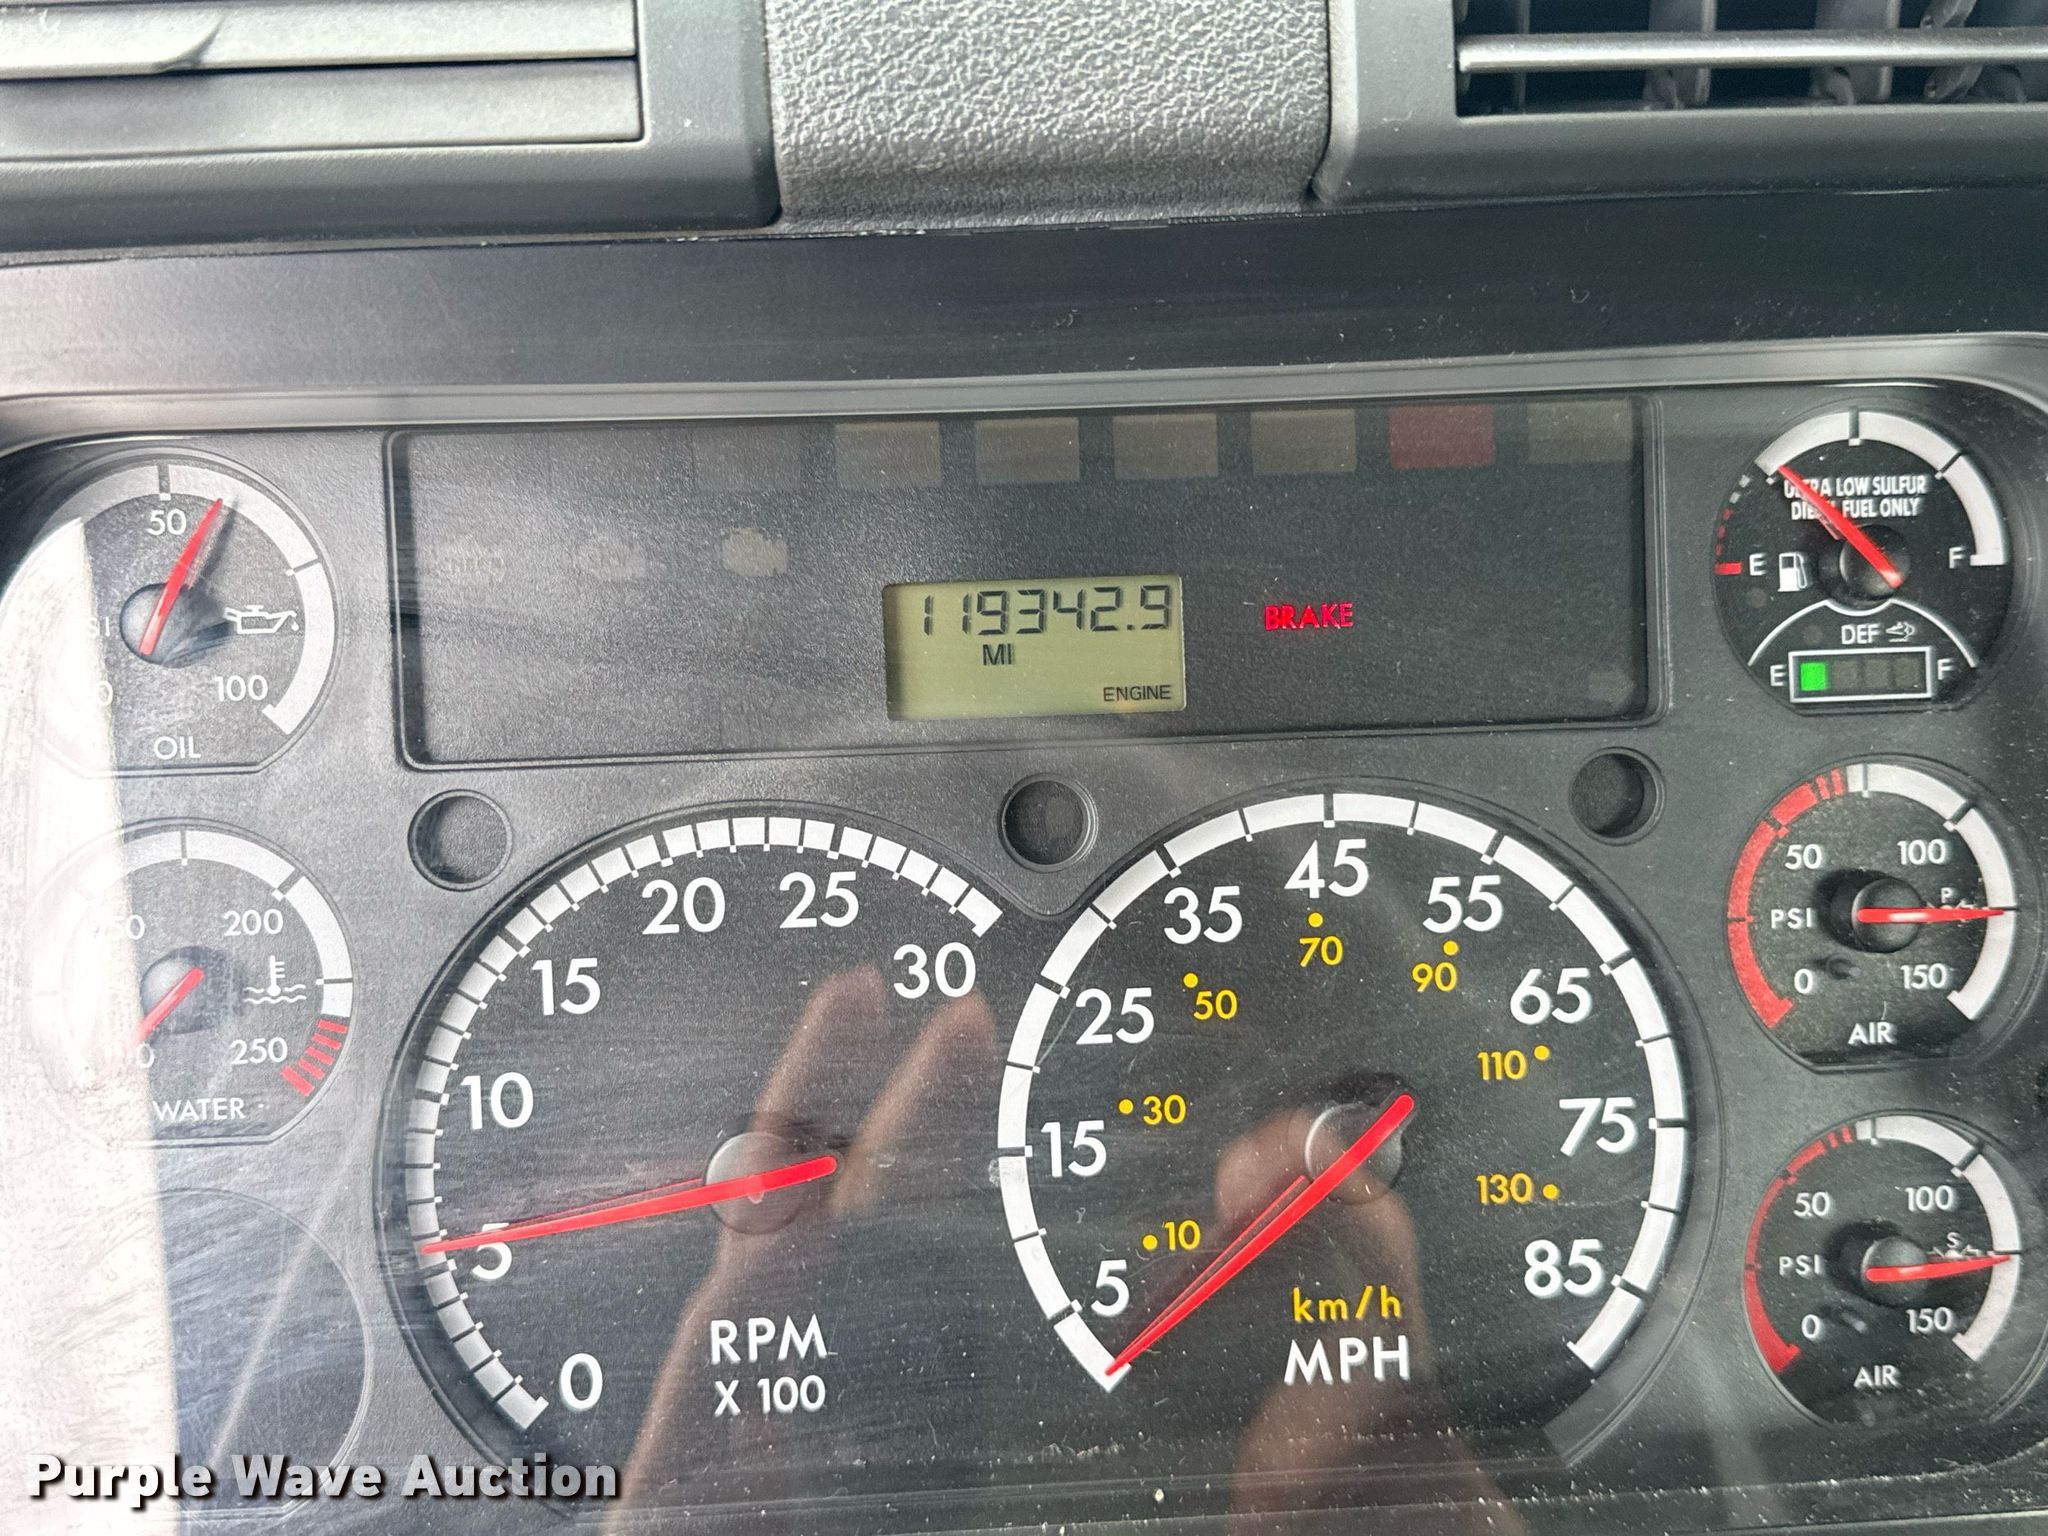 50
100
OIL
119342.9
MI
ENGINE
BRAKE
ULTRA LOW SULFUR
DIESEL FUEL ONLY
E
F
DEF
E F
200
250
WATER
0
5
10
15
20
25
30
RPM
X 100
5
15
25
35
45
55
65
75
85
10
30
50
70
90
110
130
km/h
MPH
50
100
P
PSI
0
150
AIR
50
100
S
PSI
0
150
AIR
Purple Wave Auction